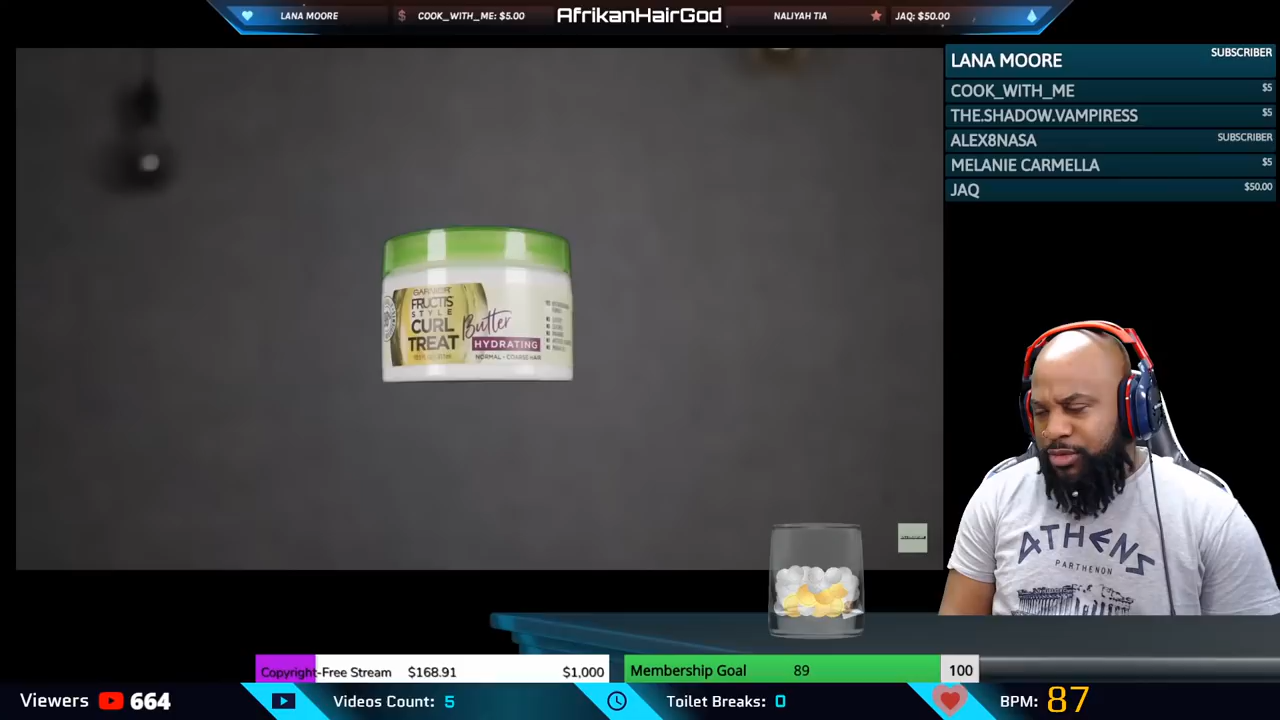 LANA MOORE
COOK_WITH_ME: $5.00
AfrikanHairGod
NALIYAH TIA
JAQ: $50.00
LANA MOORE SUBSCRIBER
COOK_WITH_ME $5
THE.SHADOW.VAMPIRESS $5
ALEX8NASA SUBSCRIBER
MELANIE CARMELLA $5
JAQ $50.00
GARNIER
FRUCTIS
STYLE
CURL
TREAT
Butter
HYDRATING
NORMAL - COARSE HAIR
ATHENS
PARTHENON
Copyright-Free Stream $168.91 $1,000
Membership Goal 89 100
Viewers 664
Videos Count: 5
Toilet Breaks: 0
BPM: 87